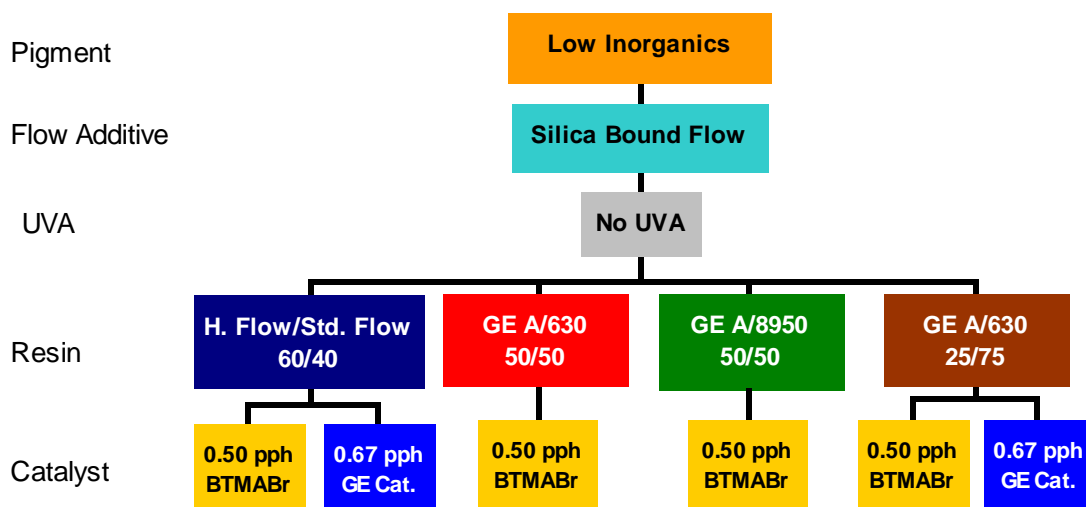 Pigment
Low Inorganics
Flow Additive
Silica Bound Flow
UVA
No UVA
Resin
H. Flow/Std. Flow
60/40
GE A/630
50/50
GE A/8950
50/50
GE A/630
25/75
Catalyst
0.50 pph
BTMABr
0.67 pph
GE Cat.
0.50 pph
BTMABr
0.50 pph
BTMABr
0.50 pph
BTMABr
0.67 pph
GE Cat.